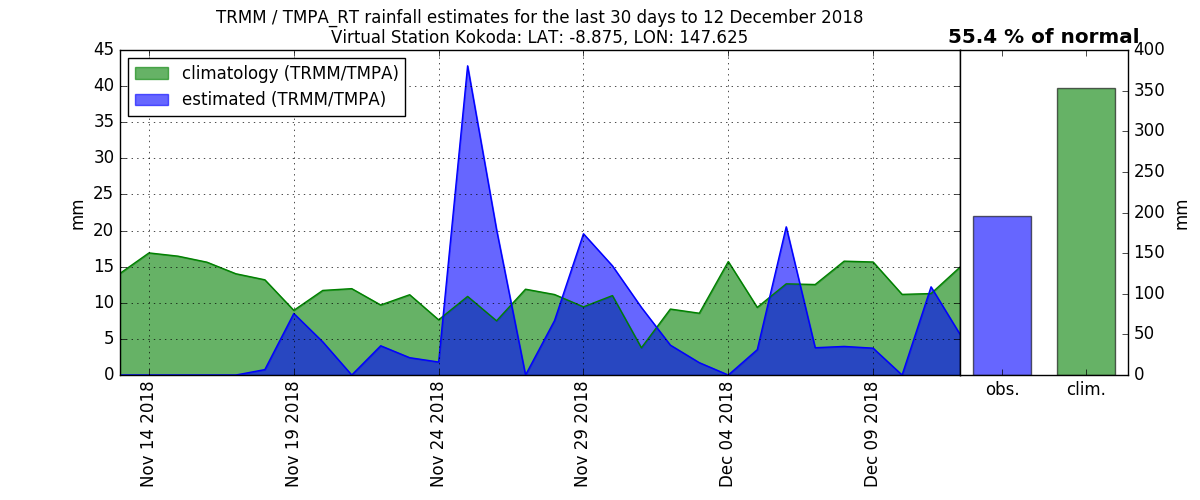 TRMM / TMPA_RT rainfall estimates for the last 30 days to 12 December 2018
Virtual Station Kokoda: LAT: -8.875, LON: 147.625
55.4 % of normal
climatology (TRMM/TMPA)
estimated (TRMM/TMPA)
45
40
35
30
25
20
15
10
5
0
mm
Nov 14 2018
Nov 19 2018
Nov 24 2018
Nov 29 2018
Dec 04 2018
Dec 09 2018
obs.
clim.
400
350
300
250
200
150
100
50
0
mm